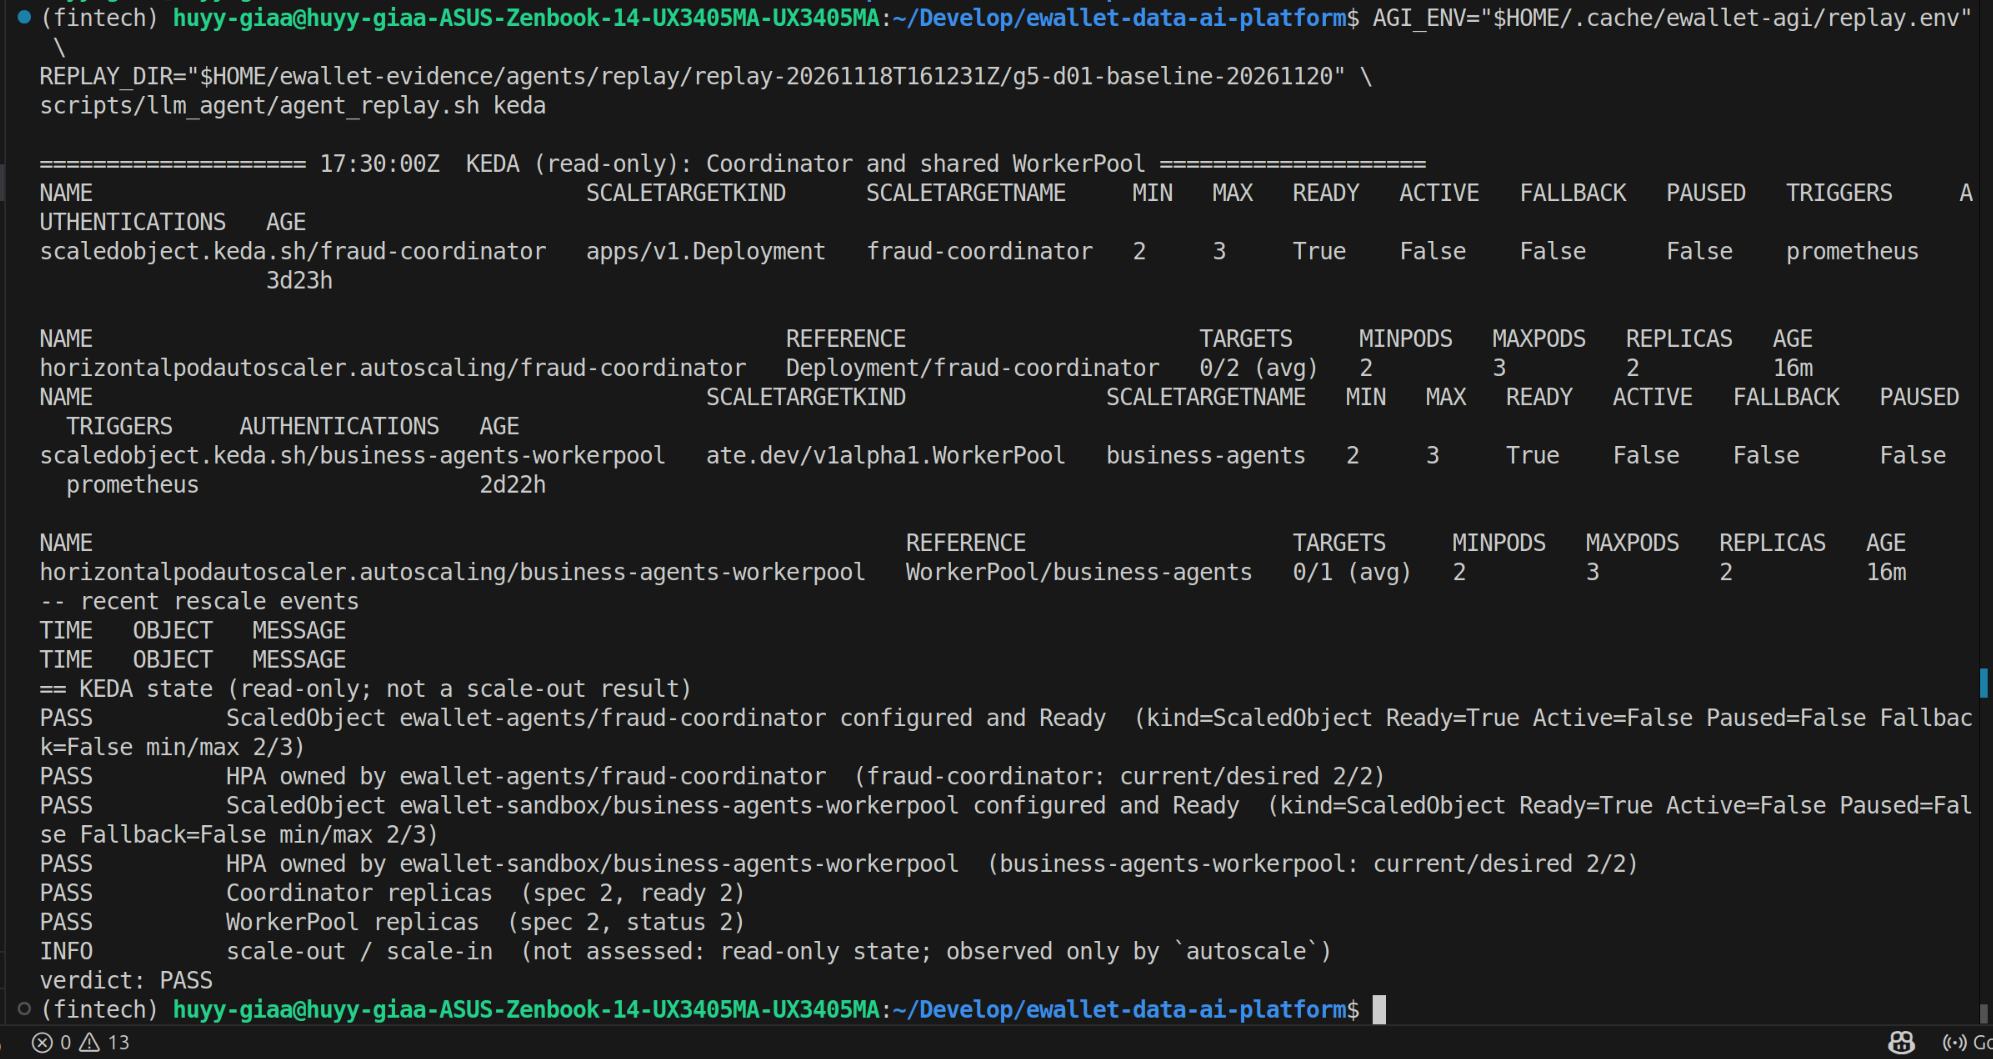 (fintech) huyy-giaa@huyy-giaa-ASUS-Zenbook-14-UX3405MA-UX3405MA:~/Develop/ewallet-data-ai-platform$ AGI_ENV="$HOME/.cache/ewallet-agi/replay.env"
\
REPLAY_DIR="$HOME/ewallet-evidence/agents/replay/replay-20261118T161231Z/g5-d01-baseline-20261120" \
scripts/llm_agent/agent_replay.sh keda
==================== 17:30:00Z  KEDA (read-only): Coordinator and shared WorkerPool ====================
NAME                                     SCALETARGETKIND      SCALETARGETNAME     MIN   MAX   READY   ACTIVE   FALLBACK   PAUSED   TRIGGERS     A
UTHENTICATIONS   AGE
scaledobject.keda.sh/fraud-coordinator   apps/v1.Deployment   fraud-coordinator   2     3     True    False    False      False    prometheus
3d23h
NAME                                                    REFERENCE                      TARGETS     MINPODS   MAXPODS   REPLICAS   AGE
horizontalpodautoscaler.autoscaling/fraud-coordinator   Deployment/fraud-coordinator   0/2 (avg)   2         3         2          16m
NAME                                              SCALETARGETKIND               SCALETARGETNAME   MIN   MAX   READY   ACTIVE   FALLBACK   PAUSED
TRIGGERS     AUTHENTICATIONS   AGE
scaledobject.keda.sh/business-agents-workerpool   ate.dev/v1alpha1.WorkerPool   business-agents   2     3     True    False    False      False
prometheus                     2d22h
NAME                                                             REFERENCE                    TARGETS     MINPODS   MAXPODS   REPLICAS   AGE
horizontalpodautoscaler.autoscaling/business-agents-workerpool   WorkerPool/business-agents   0/1 (avg)   2         3         2          16m
-- recent rescale events
TIME   OBJECT   MESSAGE
TIME   OBJECT   MESSAGE
== KEDA state (read-only; not a scale-out result)
PASS          ScaledObject ewallet-agents/fraud-coordinator configured and Ready  (kind=ScaledObject Ready=True Active=False Paused=False Fallbac
k=False min/max 2/3)
PASS          HPA owned by ewallet-agents/fraud-coordinator  (fraud-coordinator: current/desired 2/2)
PASS          ScaledObject ewallet-sandbox/business-agents-workerpool configured and Ready  (kind=ScaledObject Ready=True Active=False Paused=Fal
se Fallback=False min/max 2/3)
PASS          HPA owned by ewallet-sandbox/business-agents-workerpool  (business-agents-workerpool: current/desired 2/2)
PASS          Coordinator replicas  (spec 2, ready 2)
PASS          WorkerPool replicas  (spec 2, status 2)
INFO          scale-out / scale-in  (not assessed: read-only state; observed only by `autoscale`)
verdict: PASS
(fintech) huyy-giaa@huyy-giaa-ASUS-Zenbook-14-UX3405MA-UX3405MA:~/Develop/ewallet-data-ai-platform$
0 13